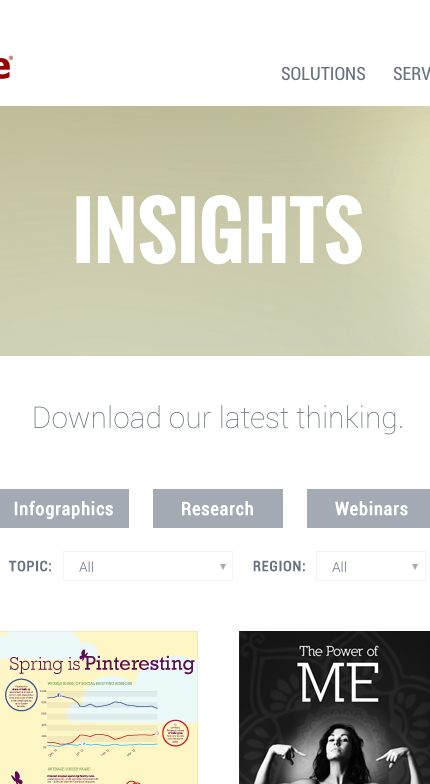 e®
SOLUTIONS SERV
INSIGHTS
Download our latest thinking.
Infographics Research Webinars
TOPIC: All REGION: All
Spring is Pinteresting
The Power of
ME